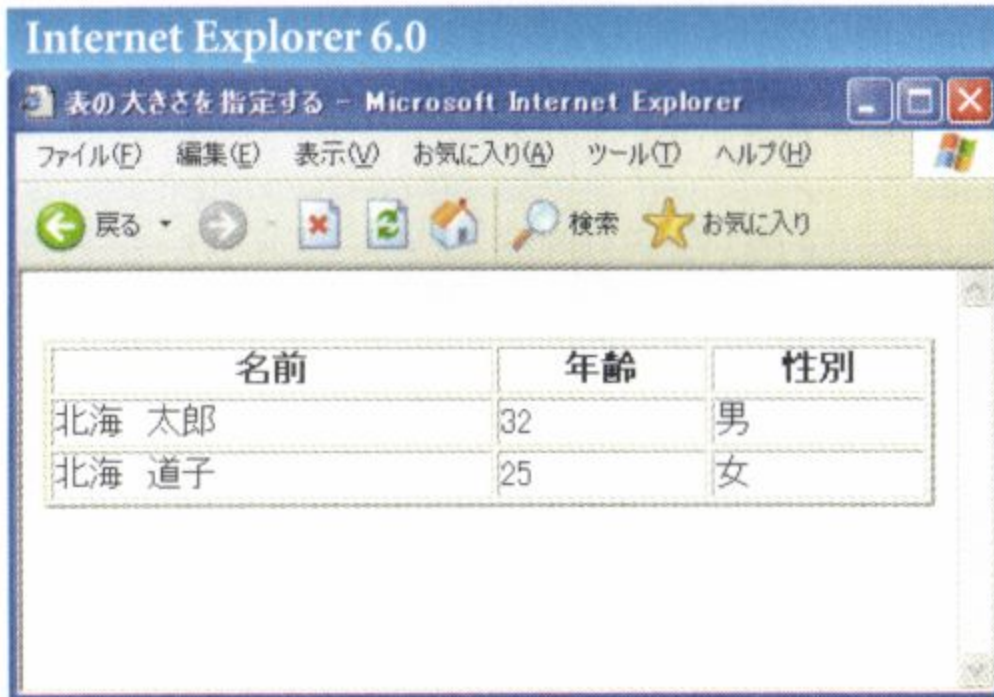 Internet Explorer 6.0
表の大きさを指定する - Microsoft Internet Explorer
ファイル(F) 編集(E) 表示(V) お気に入り(A) ツール(T) ヘルプ(H)
戻る 検索 お気に入り
名前 年齢 性別
北海 太郎 32 男
北海 道子 25 女